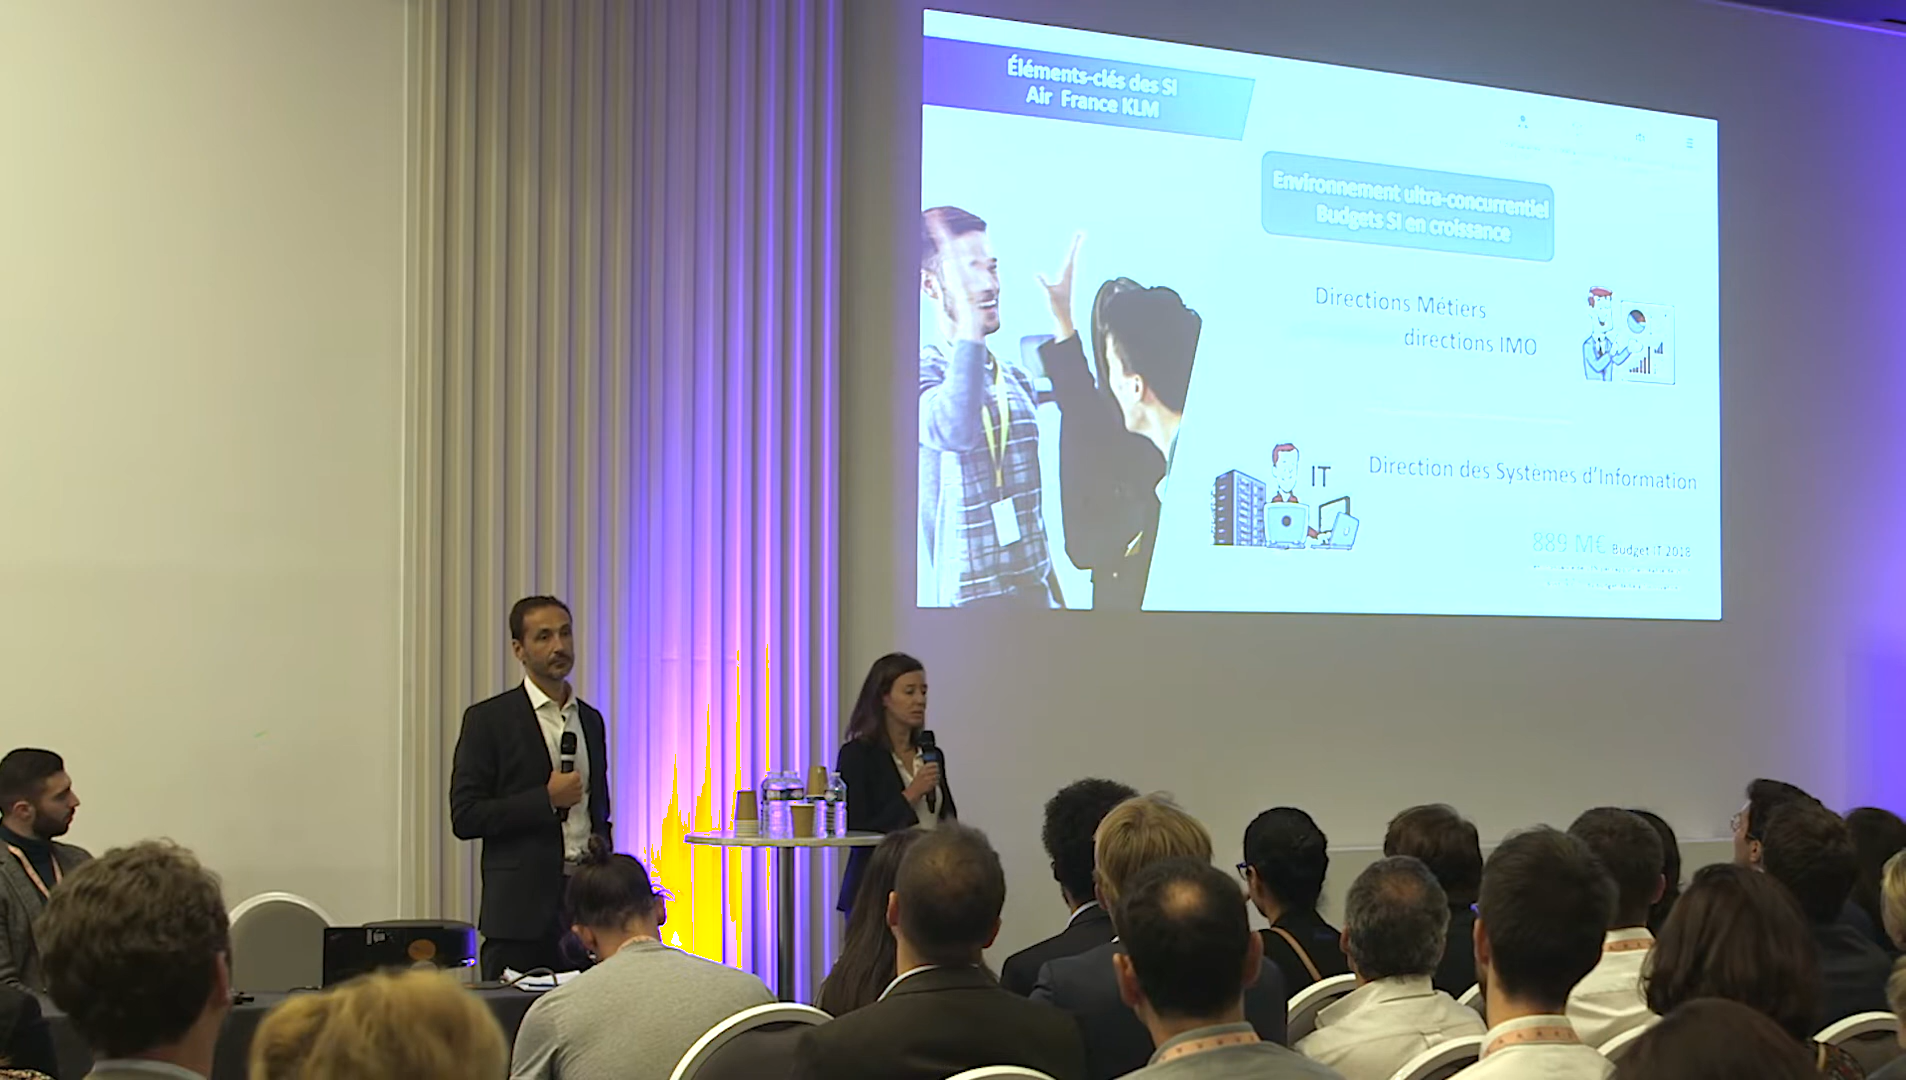 Éléments-clés des SI
Air France KLM
Environnement ultra-concurrentiel
Budgets SI en croissance
Directions Métiers
directions IMO
IT
Direction des Systèmes d'Information
889 M€ Budget IT 2018